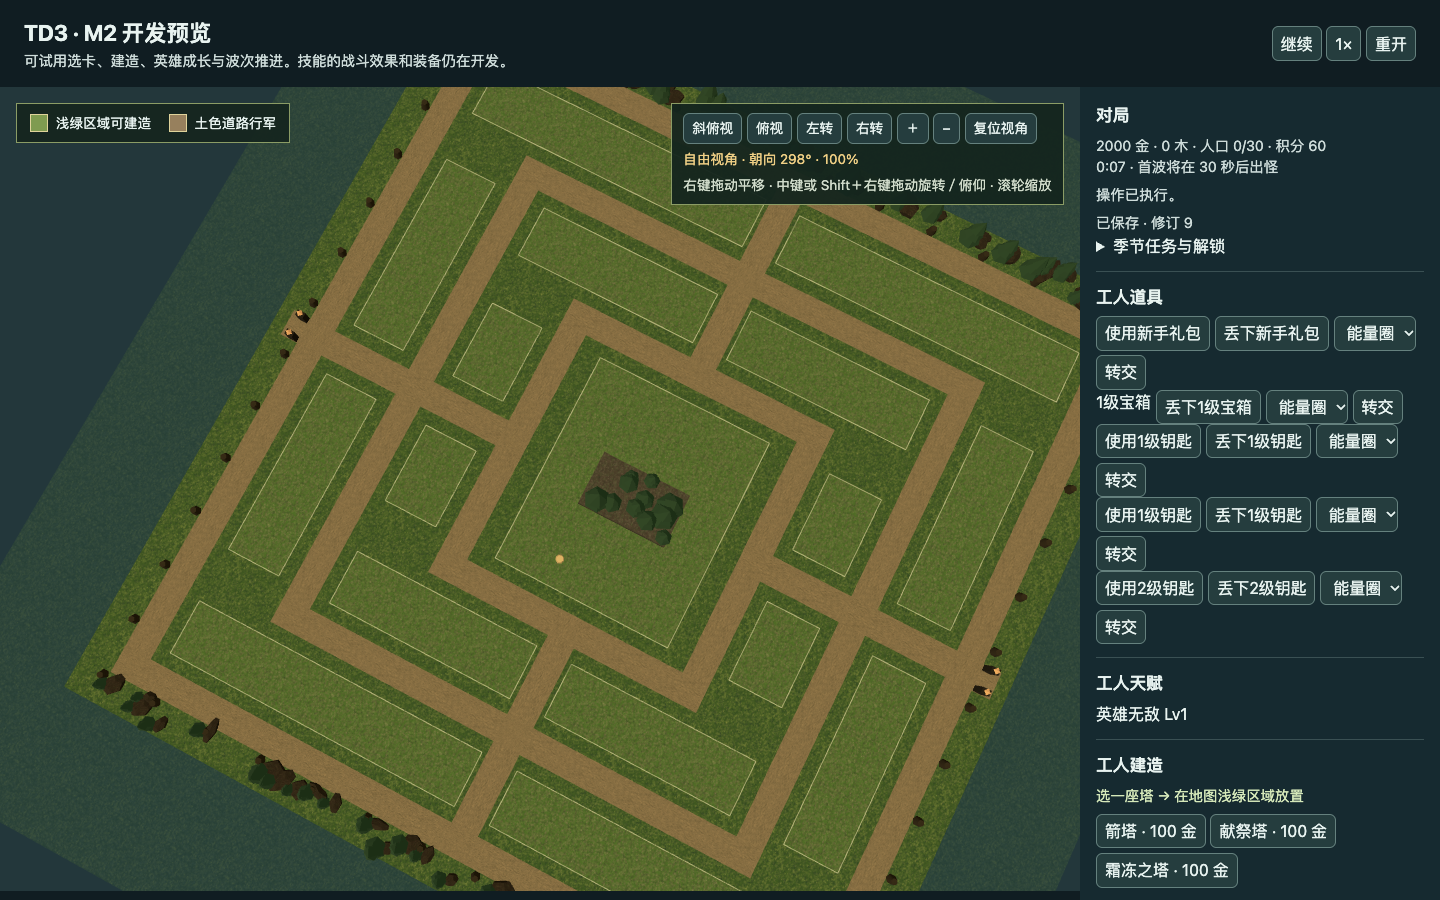 TD3 · M2 开发预览
可试用选卡、建造、英雄成长与波次推进。技能的战斗效果和装备仍在开发。
继续 1× 重开
浅绿区域可建造 土色道路行军
斜俯视 俯视 左转 右转 + − 复位视角
自由视角 · 朝向 298° · 100%
右键拖动平移 · 中键或 Shift+右键拖动旋转 / 俯仰 · 滚轮缩放
对局
2000 金 · 0 木 · 人口 0/30 · 积分 60
0:07 · 首波将在 30 秒后出怪
操作已执行。
已保存 · 修订 9
▶ 季节任务与解锁
工人道具
使用新手礼包 丢下新手礼包 能量圈
转交
1级宝箱 丢下1级宝箱 能量圈 转交
使用1级钥匙 丢下1级钥匙 能量圈
转交
使用1级钥匙 丢下1级钥匙 能量圈
转交
使用2级钥匙 丢下2级钥匙 能量圈
转交
工人天赋
英雄无敌 Lv1
工人建造
选一座塔 → 在地图浅绿区域放置
箭塔 · 100 金 献祭塔 · 100 金
霜冻之塔 · 100 金